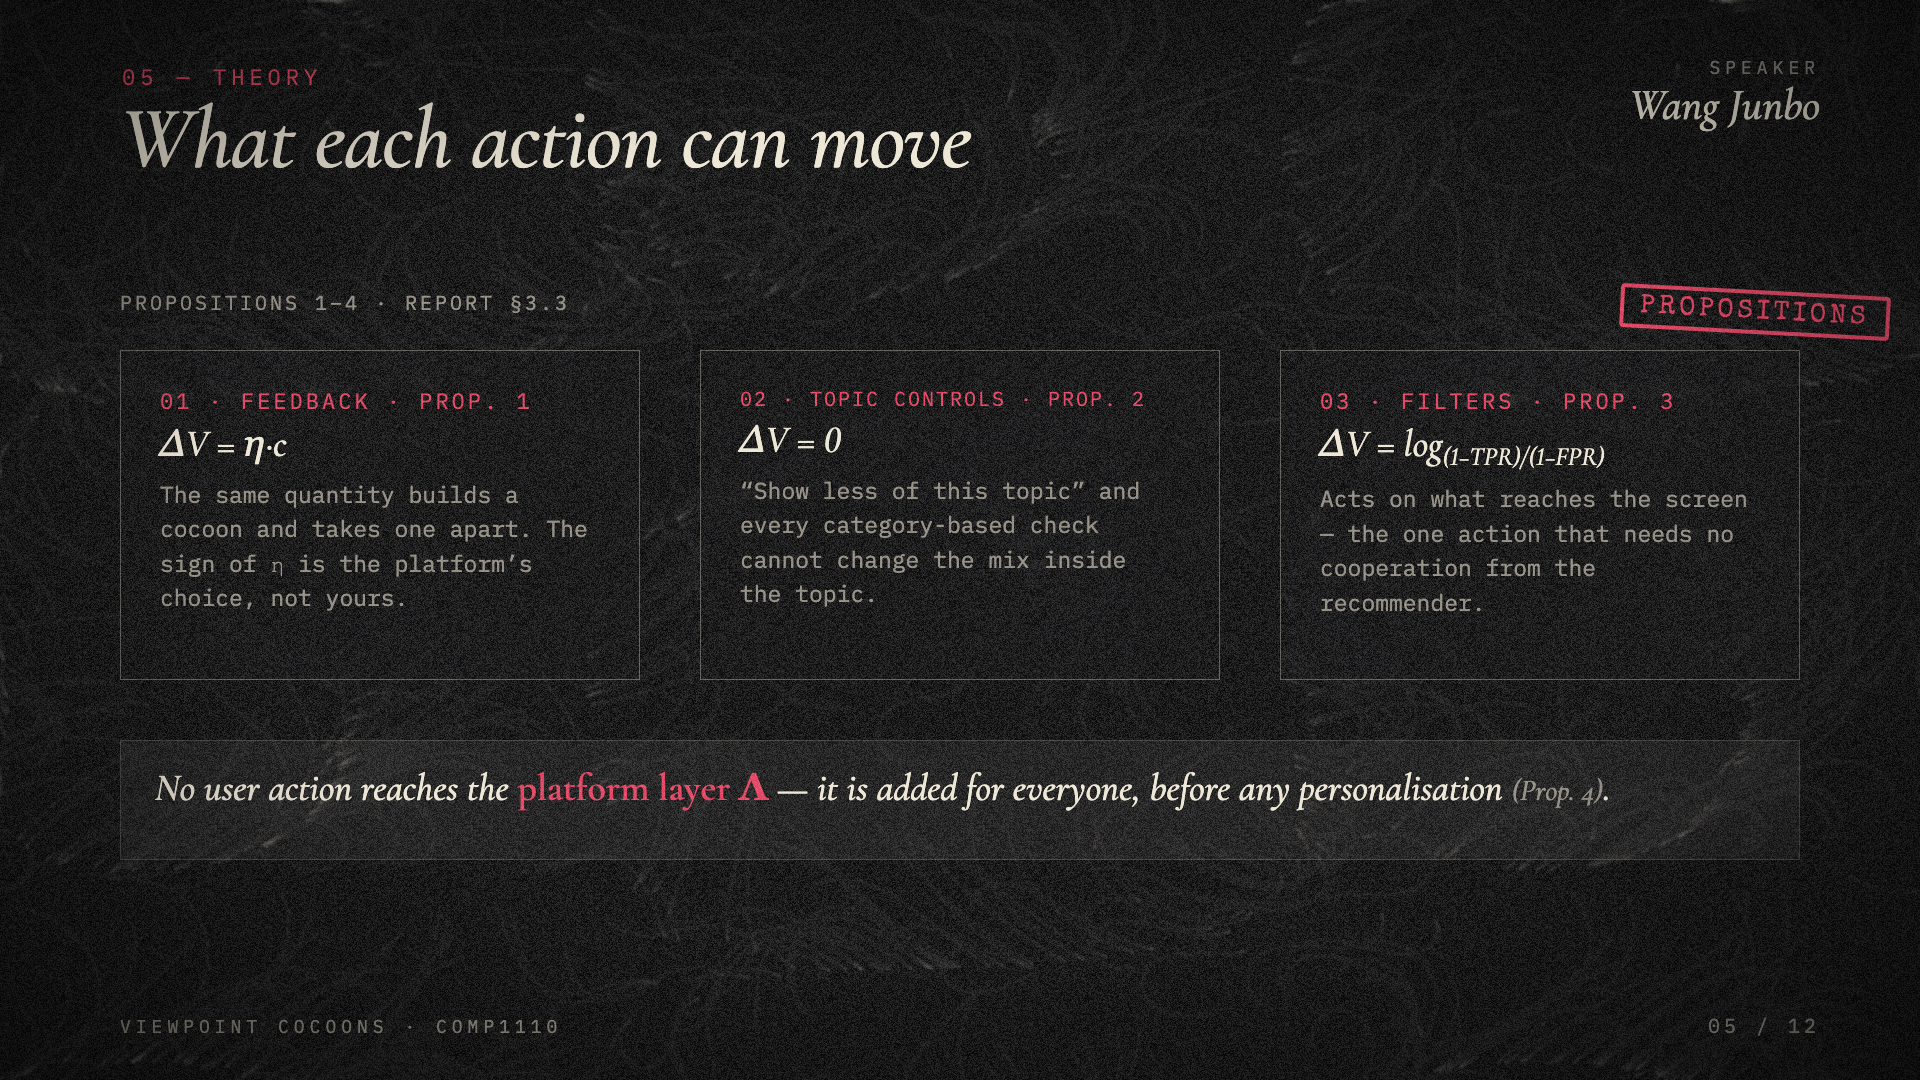 05 — THEORY
What each action can move
SPEAKER
Wang Junbo
PROPOSITIONS 1–4 · REPORT §3.3
PROPOSITIONS
01 · FEEDBACK · PROP. 1
ΔV = η·c
The same quantity builds a
cocoon and takes one apart. The
sign of η is the platform’s
choice, not yours.
02 · TOPIC CONTROLS · PROP. 2
ΔV = 0
“Show less of this topic” and
every category-based check
cannot change the mix inside
the topic.
03 · FILTERS · PROP. 3
ΔV = log(1–TPR)/(1–FPR)
Acts on what reaches the screen
— the one action that needs no
cooperation from the
recommender.
No user action reaches the platform layer Λ — it is added for everyone, before any personalisation (Prop. 4).
VIEWPOINT COCOONS · COMP1110
05 / 12